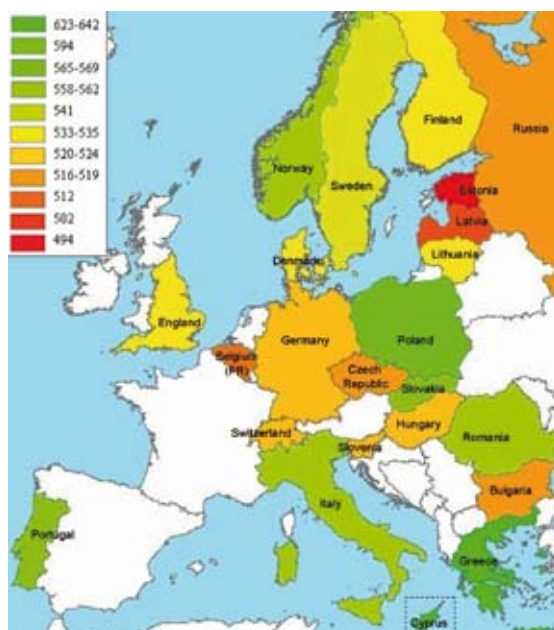 623-642
594
565-569
558-562
541
533-535
520-524
516-519
512
502
494
Finland
Russia
Norway
Sweden
Estonia
Latvia
Lithuania
Denmark
England
Germany
Poland
Belgium
(FR)
Czech
Republic
Slovakia
Switzerland
Hungary
Slovenia
Romania
Italy
Bulgaria
Portugal
Greece
Cyprus